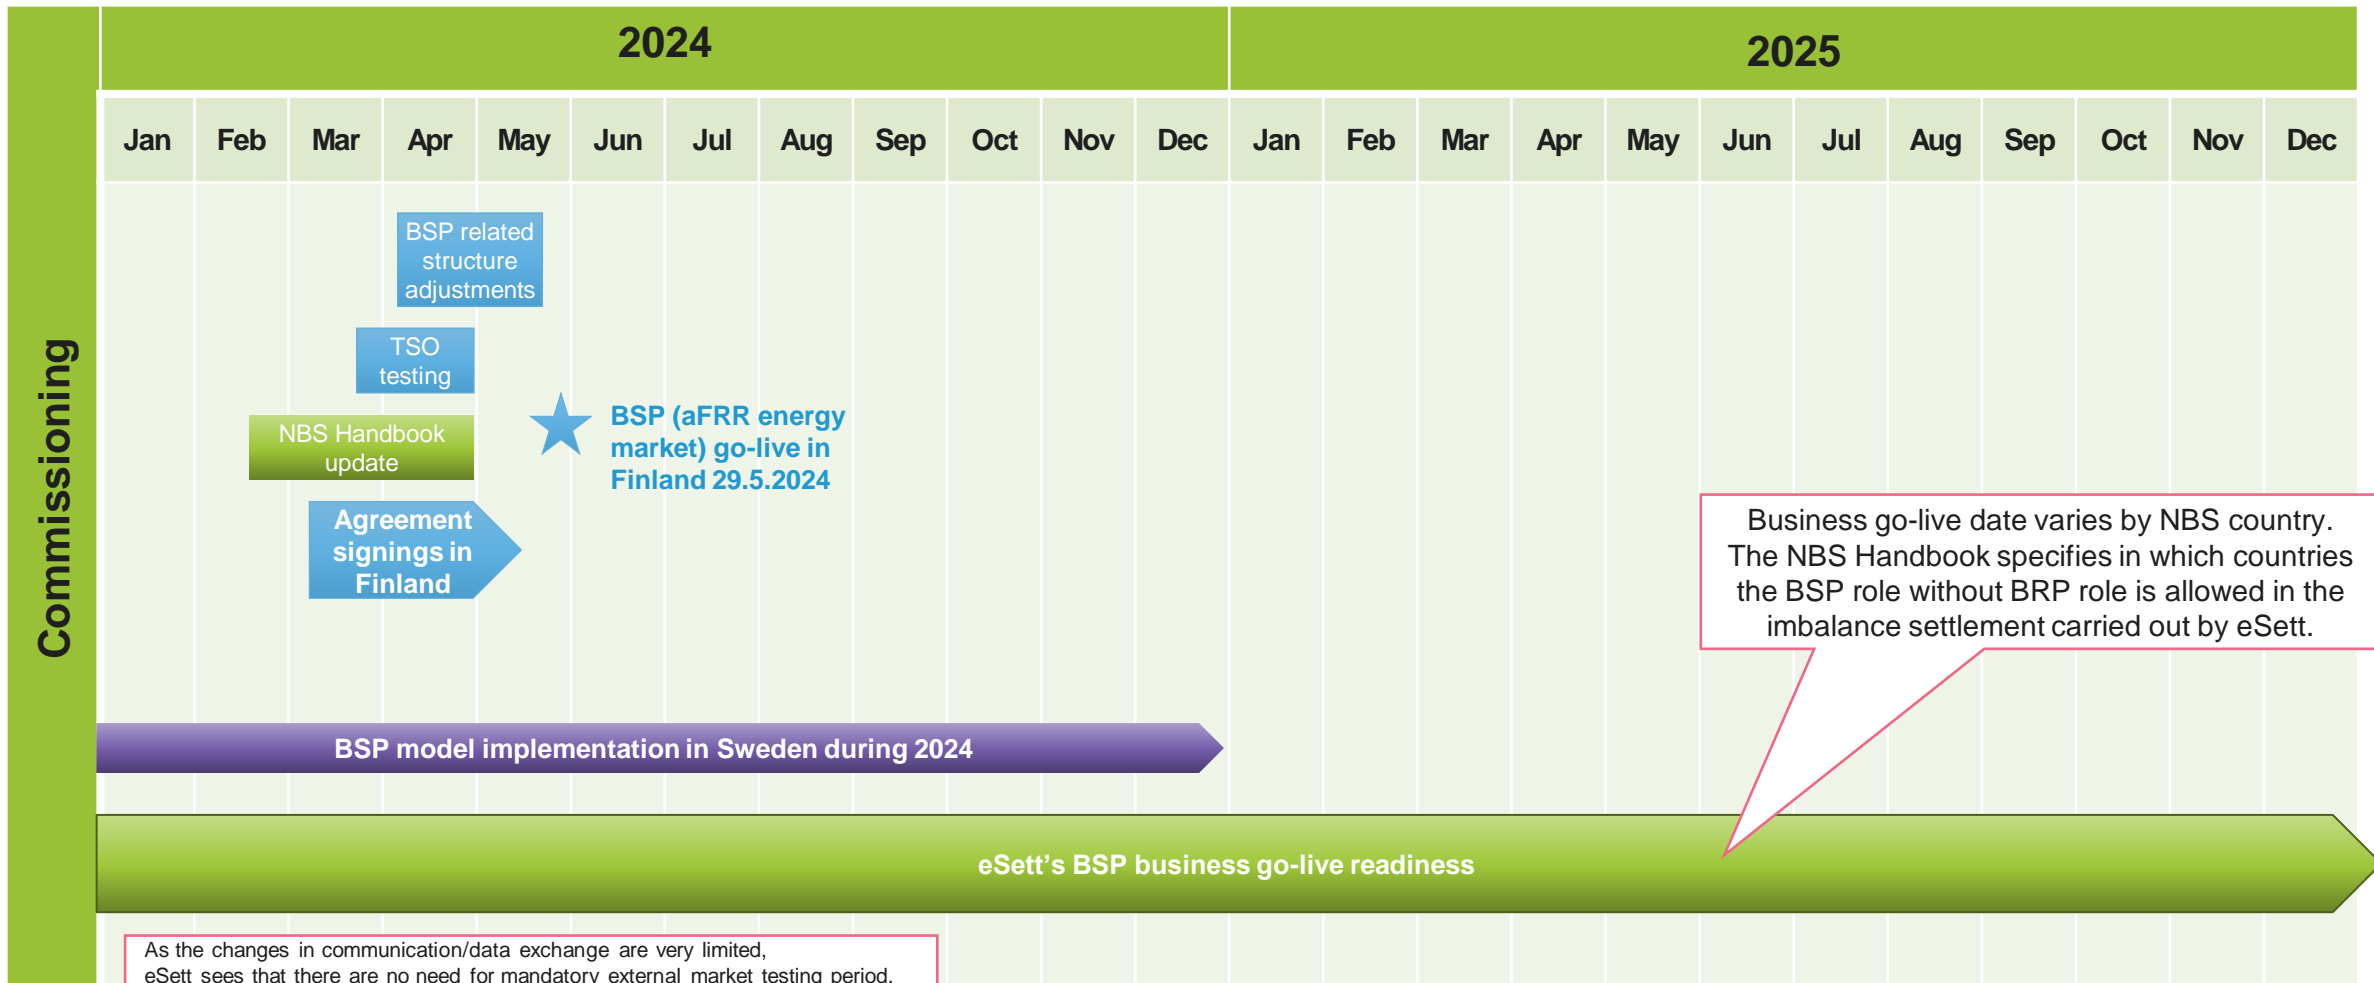 2024
2025
Jan Feb Mar Apr May Jun Jul Aug Sep Oct Nov Dec Jan Feb Mar Apr May Jun Jul Aug Sep Oct Nov Dec
Commissioning
BSP related
structure
adjustments
TSO
testing
NBS Handbook
update
BSP (aFRR energy
market) go-live in
Finland 29.5.2024
Agreement
signings in
Finland
Business go-live date varies by NBS country.
The NBS Handbook specifies in which countries
the BSP role without BRP role is allowed in the
imbalance settlement carried out by eSett.
BSP model implementation in Sweden during 2024
eSett’s BSP business go-live readiness
As the changes in communication/data exchange are very limited,
eSett sees that there are no need for mandatory external market testing period.